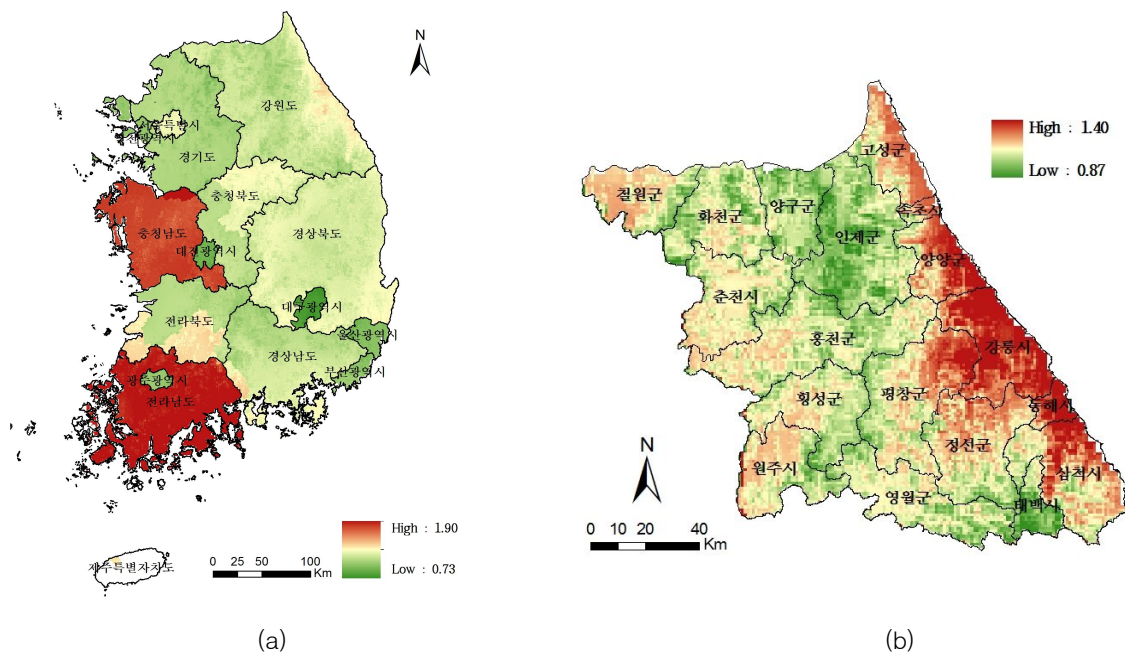 N
강원도
서울특별시
인천광역시
경기도
충청북도
충청남도
경상북도
대전광역시
대구광역시
전라북도
울산광역시
경상남도
광주광역시
부산광역시
전라남도
제주특별자치도
0 25 50 75 100
Km
High : 1.90
Low : 0.73
(a)
High : 1.40
Low : 0.87
고성군
철원군
양구군
화천군
속초시
인제군
양양군
춘천시
홍천군
강릉시
횡성군
평창군
동해시
정선군
원주시
삼척시
영월군
태백시
N
0 10 20 40
Km
(b)